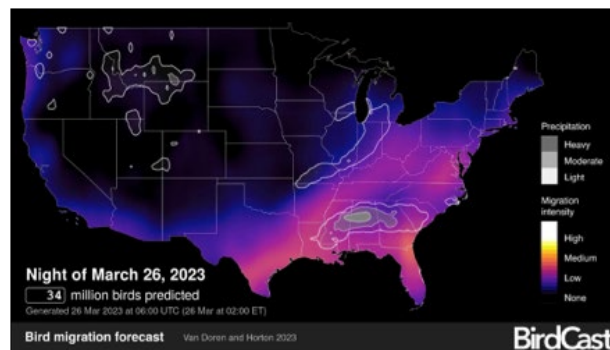 Precipitation
Heavy
Moderate
Light
Migration
intensity
High
Medium
Low
None
Night of March 26, 2023
34 million birds predicted
Generated 26 Mar 2023 at 06:00 UTC (26 Mar at 02:00 ET)
Bird migration forecast Van Doren and Horton 2023
BirdCast